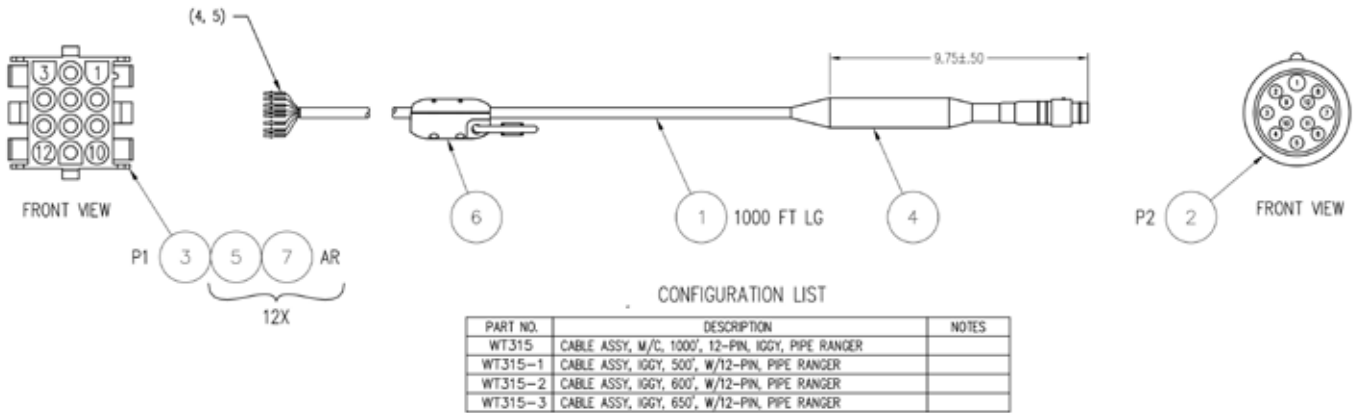 (4, 5)
9.75±.50
3 1
12 10
FRONT VIEW
6
1 1000 FT LG
4
P2 2
FRONT VIEW
P1 3 5 7 AR
12X
CONFIGURATION LIST
PART NO. DESCRIPTION NOTES
WT315 CABLE ASSY, M/C, 1000', 12-PIN, IGGY, PIPE RANGER
WT315-1 CABLE ASSY, IGGY, 500', W/12-PIN, PIPE RANGER
WT315-2 CABLE ASSY, IGGY, 600', W/12-PIN, PIPE RANGER
WT315-3 CABLE ASSY, IGGY, 650', W/12-PIN, PIPE RANGER